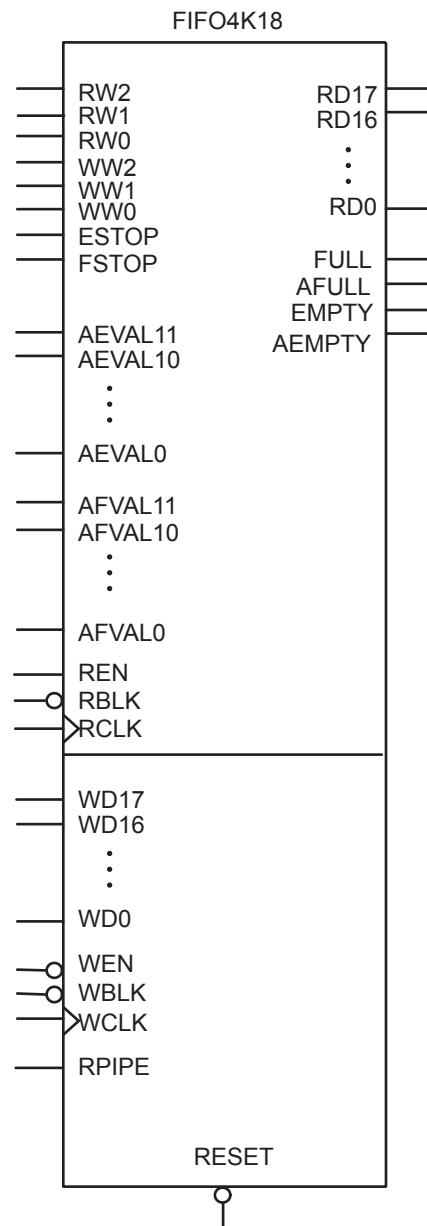 FIFO4K18
RW2
RW1
RW0
WW2
WW1
WW0
ESTOP
FSTOP
AEVAL11
AEVAL10
AEVAL0
AFVAL11
AFVAL10
AFVAL0
REN
RBLK
RCLK
WD17
WD16
WD0
WEN
WBLK
WCLK
RPIPE
RD17
RD16
RD0
FULL
AFULL
EMPTY
AEMPTY
RESET